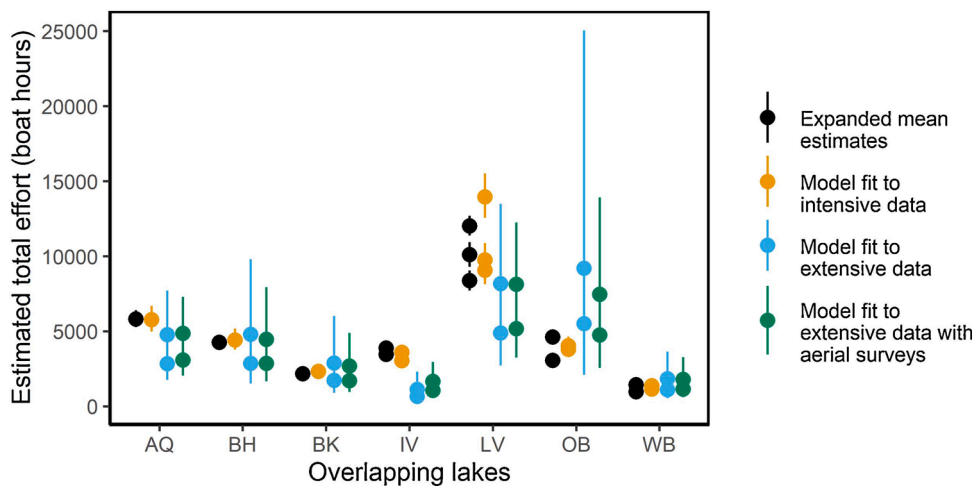 Estimated total effort (boat hours)
25000
20000
15000
10000
5000
0
AQ BH BK IV LV OB WB
Overlapping lakes
Expanded mean
estimates
Model fit to
intensive data
Model fit to
extensive data
Model fit to
extensive data with
aerial surveys